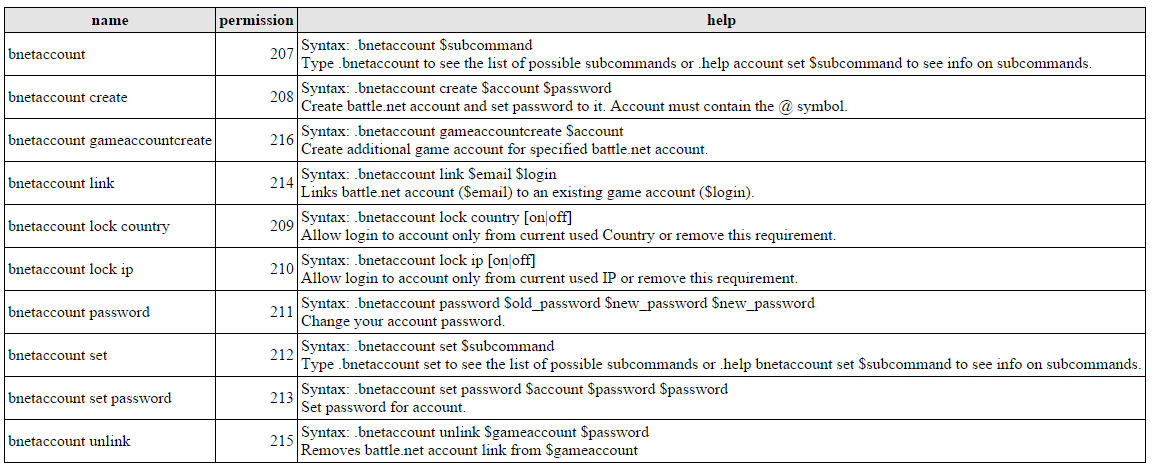 name permission help
bnetaccount 207 Syntax: .bnetaccount $subcommand
Type .bnetaccount to see the list of possible subcommands or .help account set $subcommand to see info on subcommands.
bnetaccount create 208 Syntax: .bnetaccount create $account $password
Create battle.net account and set password to it. Account must contain the @ symbol.
bnetaccount gameaccountcreate 216 Syntax: .bnetaccount gameaccountcreate $account
Create additional game account for specified battle.net account.
bnetaccount link 214 Syntax: .bnetaccount link $email $login
Links battle.net account ($email) to an existing game account ($login).
bnetaccount lock country 209 Syntax: .bnetaccount lock country [on|off]
Allow login to account only from current used Country or remove this requirement.
bnetaccount lock ip 210 Syntax: .bnetaccount lock ip [on|off]
Allow login to account only from current used IP or remove this requirement.
bnetaccount password 211 Syntax: .bnetaccount password $old_password $new_password $new_password
Change your account password.
bnetaccount set 212 Syntax: .bnetaccount set $subcommand
Type .bnetaccount set to see the list of possible subcommands or .help bnetaccount set $subcommand to see info on subcommands.
bnetaccount set password 213 Syntax: .bnetaccount set password $account $password $password
Set password for account.
bnetaccount unlink 215 Syntax: .bnetaccount unlink $gameaccount $password
Removes battle.net account link from $gameaccount